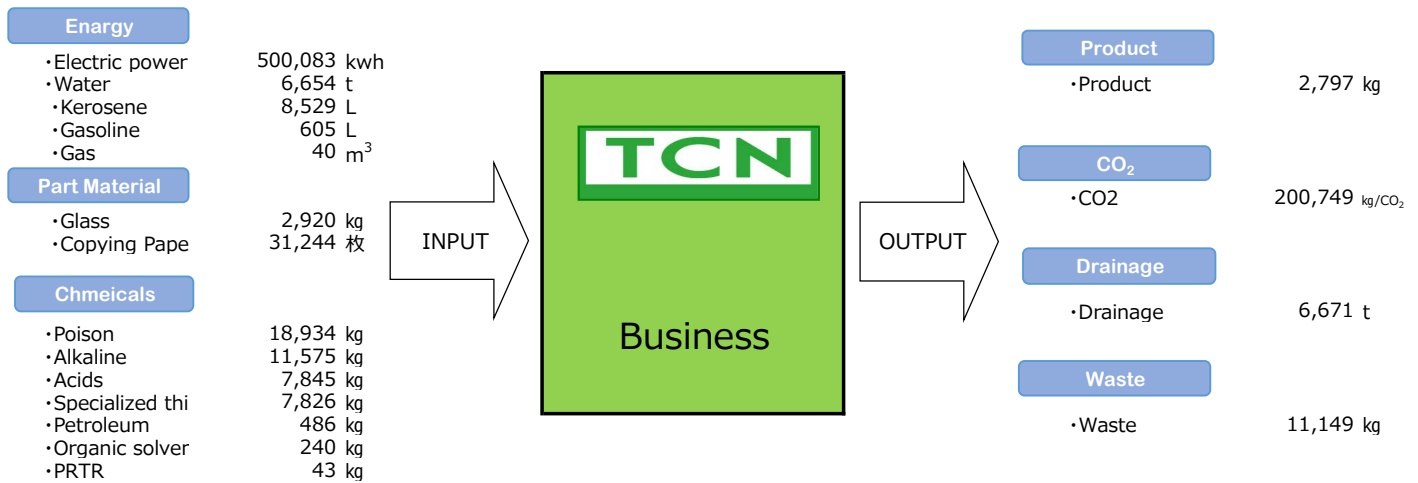 Enargy
・Electric power 500,083 kwh
・Water 6,654 t
・Kerosene 8,529 L
・Gasoline 605 L
・Gas 40 m³
Part Material
・Glass 2,920 kg
・Copying Pape 31,244 枚
Chmeicals
・Poison 18,934 kg
・Alkaline 11,575 kg
・Acids 7,845 kg
・Specialized thi 7,826 kg
・Petroleum 486 kg
・Organic solver 240 kg
・PRTR 43 kg
INPUT
TCN
Business
OUTPUT
Product
・Product 2,797 kg
CO₂
・CO2 200,749 kg/CO₂
Drainage
・Drainage 6,671 t
Waste
・Waste 11,149 kg